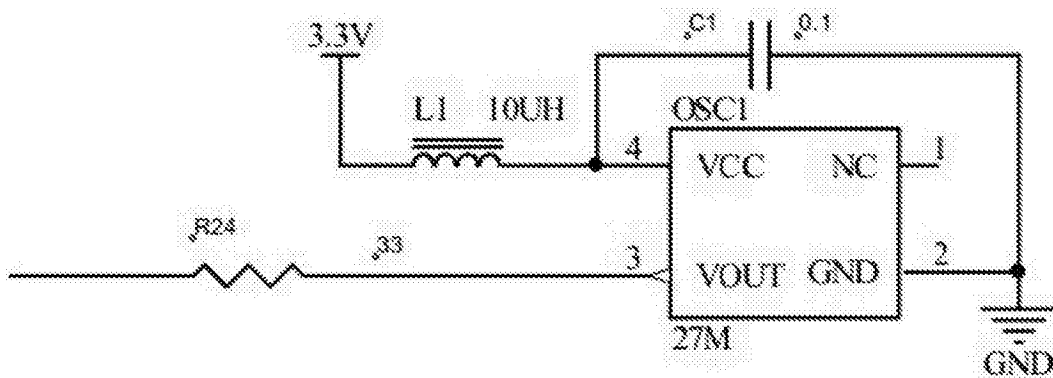 C1 0.1
3.3V
L1 10UH
OSC1
4 VCC NC 1
R24
33
3 VOUT GND 2
27M
GND